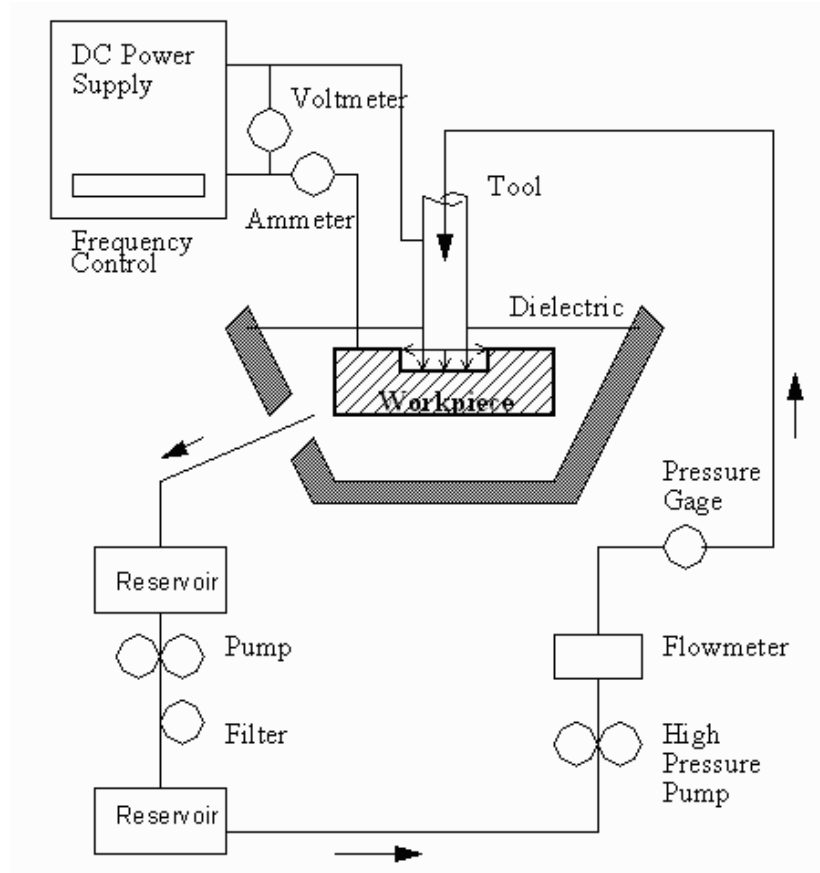 DC Power
Supply
Voltmeter
Ammeter
Frequency
Control
Tool
Dielectric
Workpiece
Pressure
Gage
Reservoir
Pump
Flowmeter
Filter
High
Pressure
Pump
Reservoir